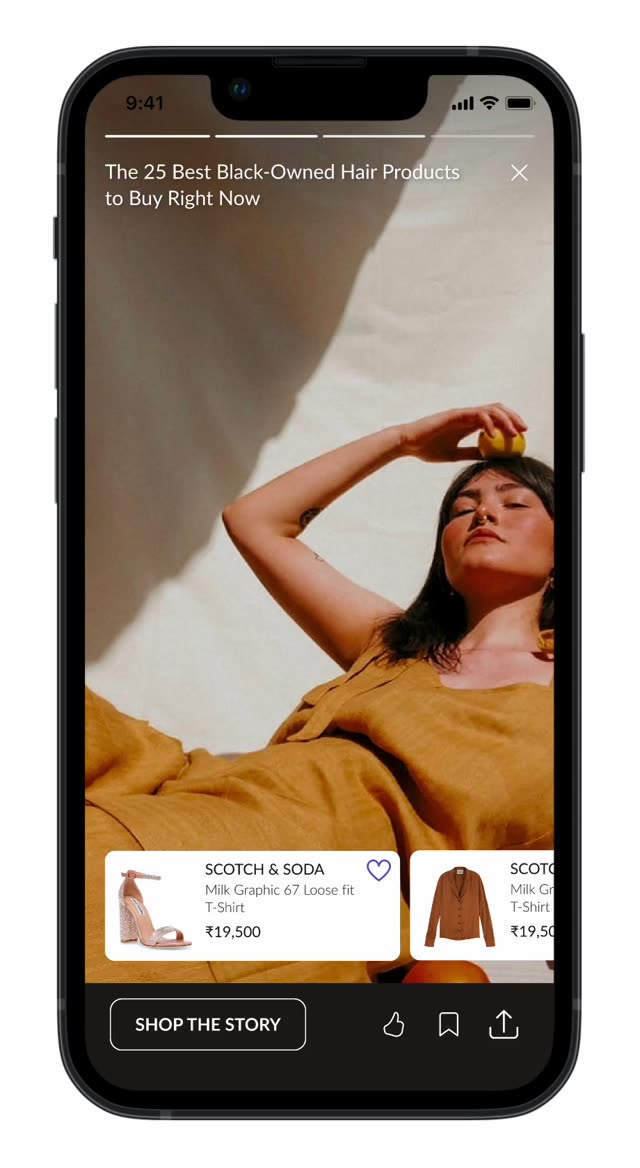 9:41
The 25 Best Black-Owned Hair Products
to Buy Right Now
SCOTCH & SODA
Milk Graphic 67 Loose fit
T-Shirt
₹19,500
SCOTC
Milk Gr
T-Shirt
₹19,50
SHOP THE STORY